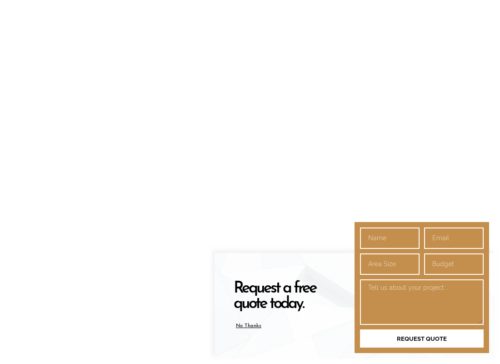 Request a free
quote today.
No Thanks
Name
Email
Area Size
Budget
Tell us about your project
REQUEST QUOTE